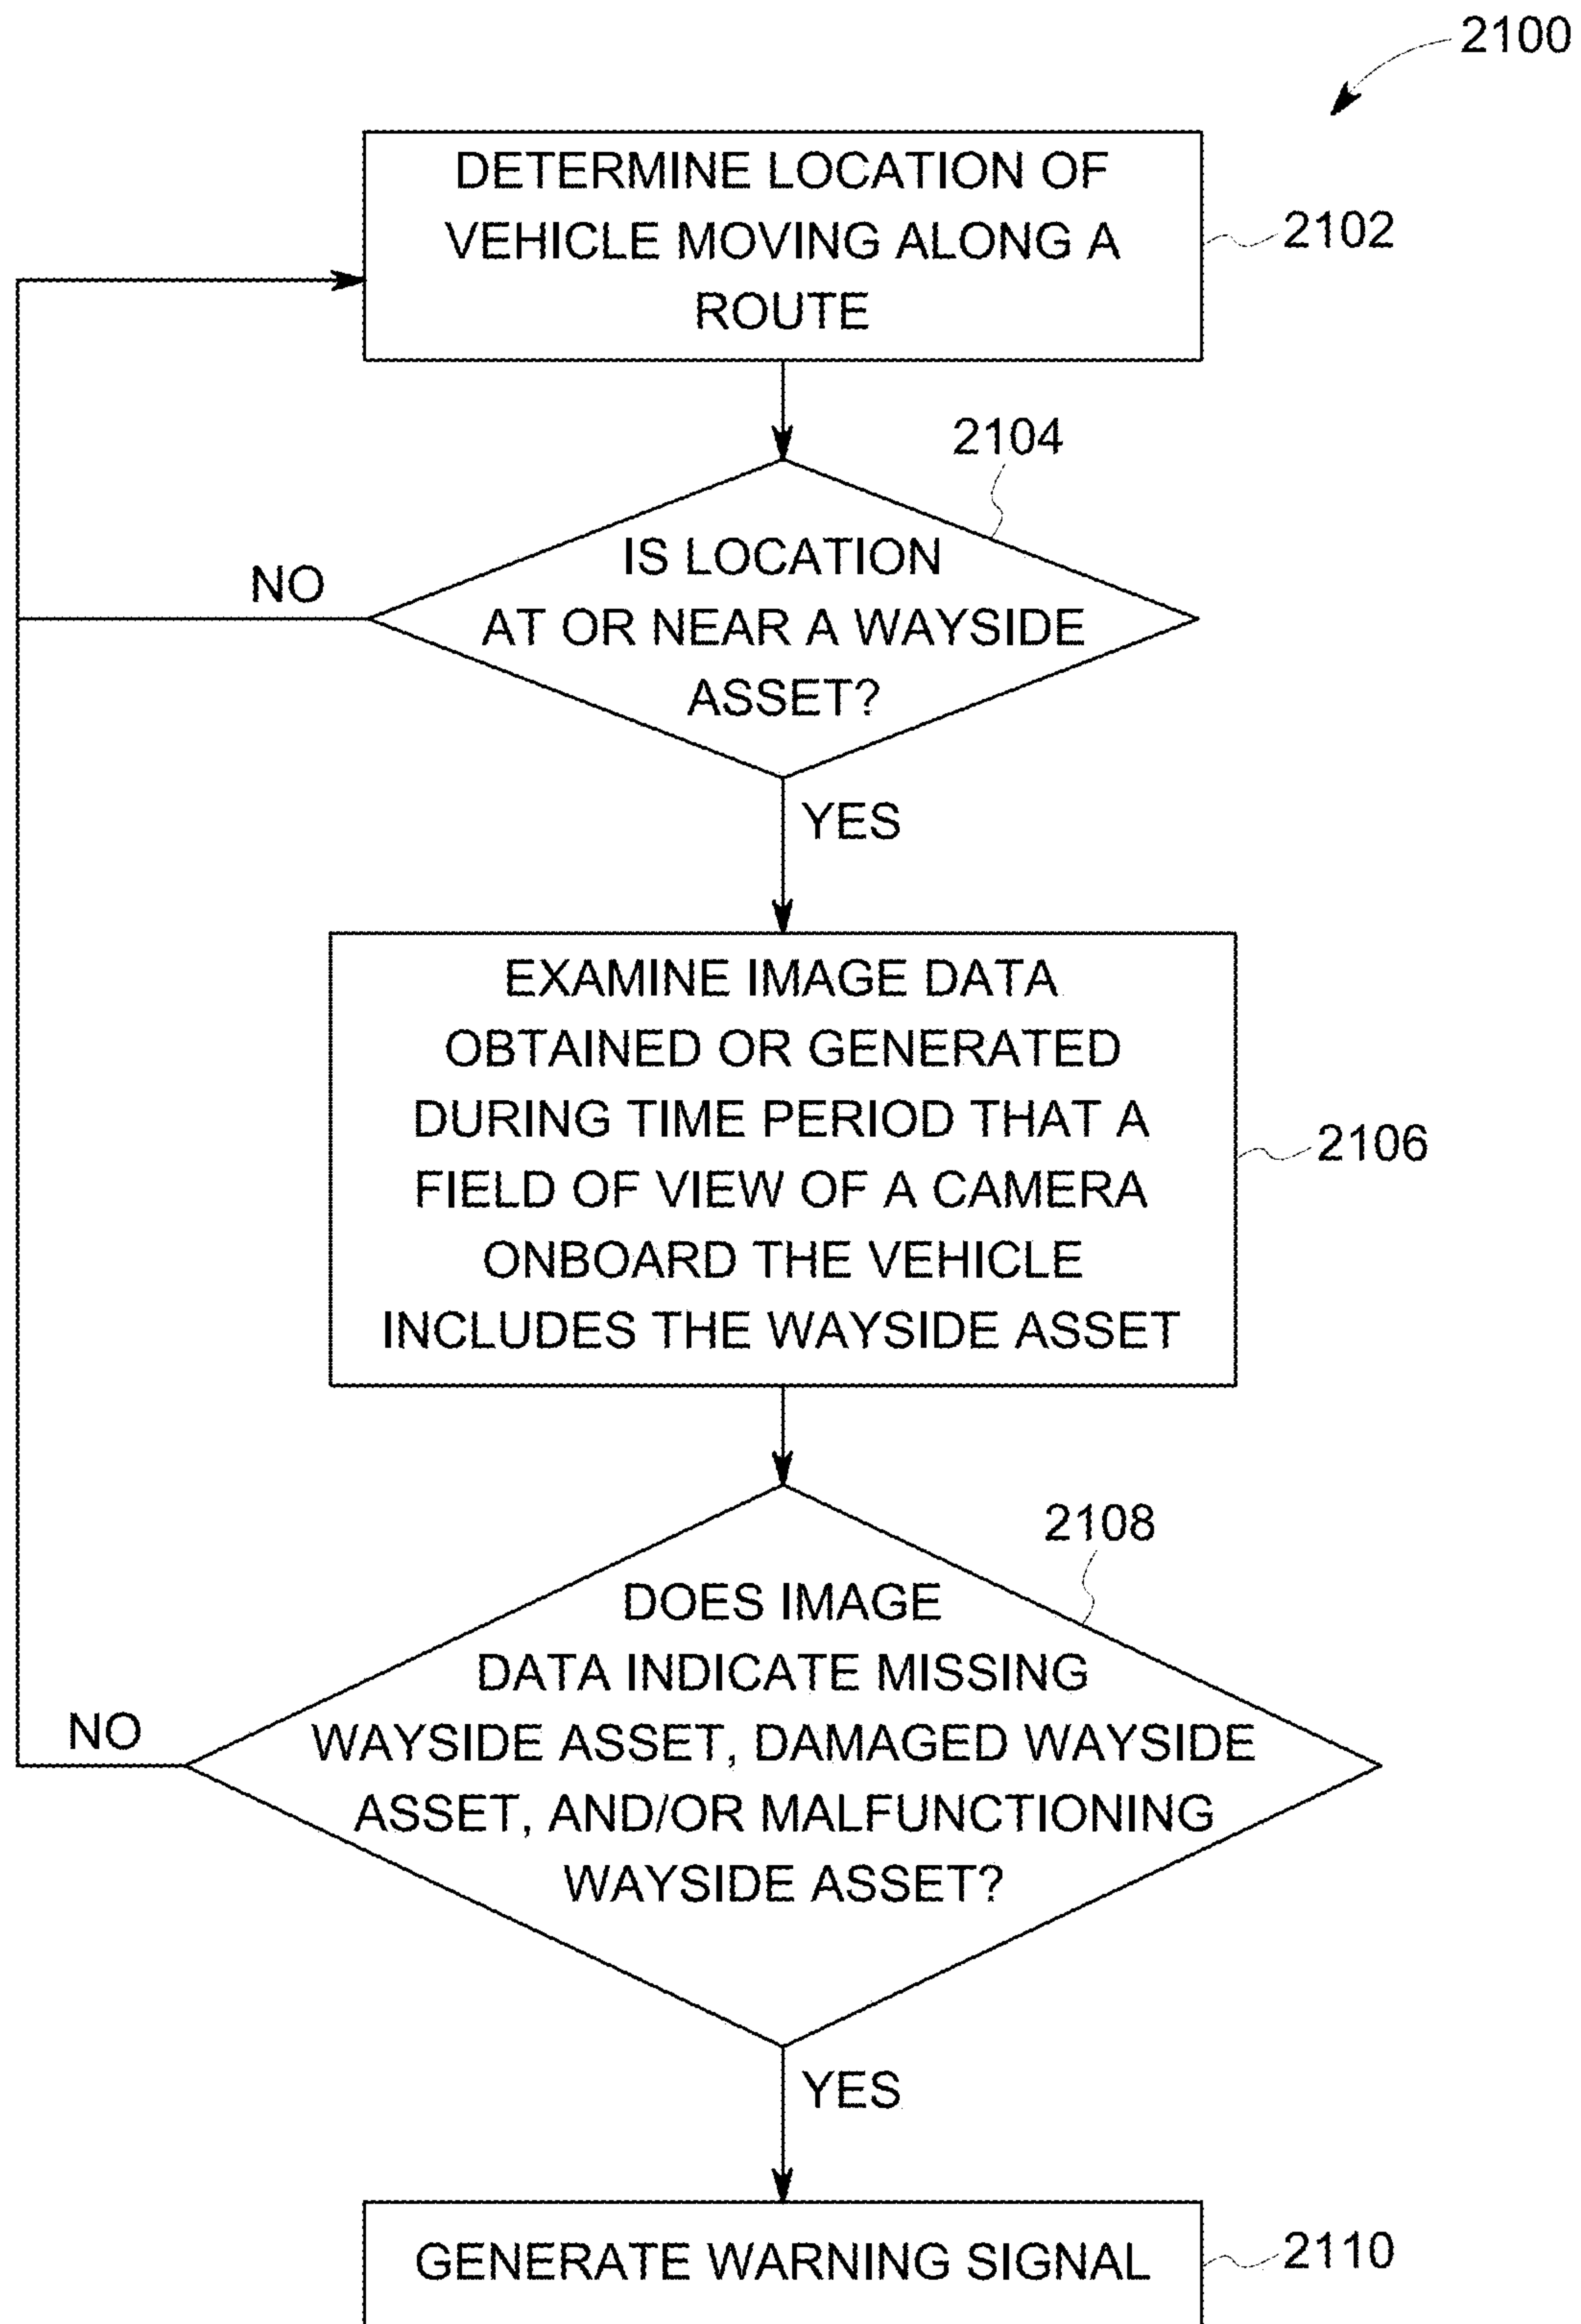 2100
DETERMINE LOCATION OF
VEHICLE MOVING ALONG A
ROUTE
2102
2104
IS LOCATION
AT OR NEAR A WAYSIDE
ASSET?
NO
YES
EXAMINE IMAGE DATA
OBTAINED OR GENERATED
DURING TIME PERIOD THAT A
FIELD OF VIEW OF A CAMERA
ONBOARD THE VEHICLE
INCLUDES THE WAYSIDE ASSET
2106
2108
DOES IMAGE
DATA INDICATE MISSING
WAYSIDE ASSET, DAMAGED WAYSIDE
ASSET, AND/OR MALFUNCTIONING
WAYSIDE ASSET?
NO
YES
GENERATE WARNING SIGNAL
2110